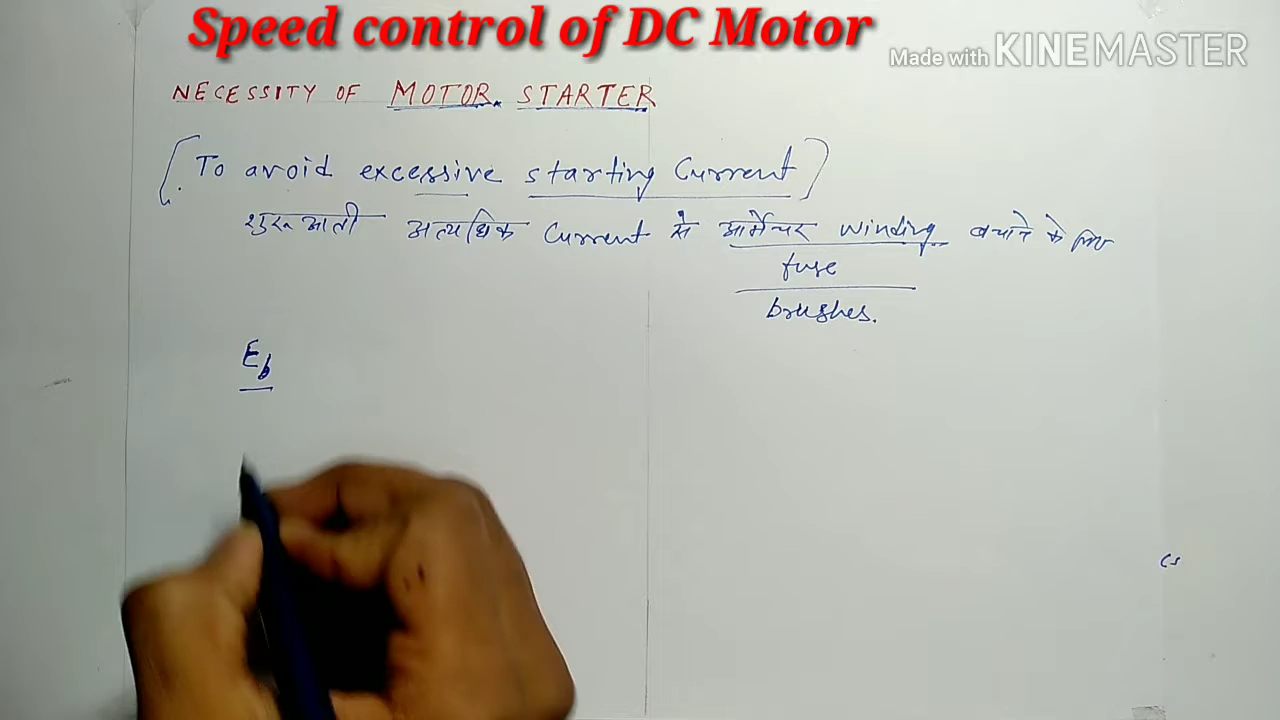 Speed control of DC Motor
Made with KINEMASTER
NECESSITY OF MOTOR STARTER
[To avoid excessive starting Current]
शुरूआती अत्यधिक Current से आर्मेचर winding बचाने के लिए
fuse
brushes.
Eb
cs